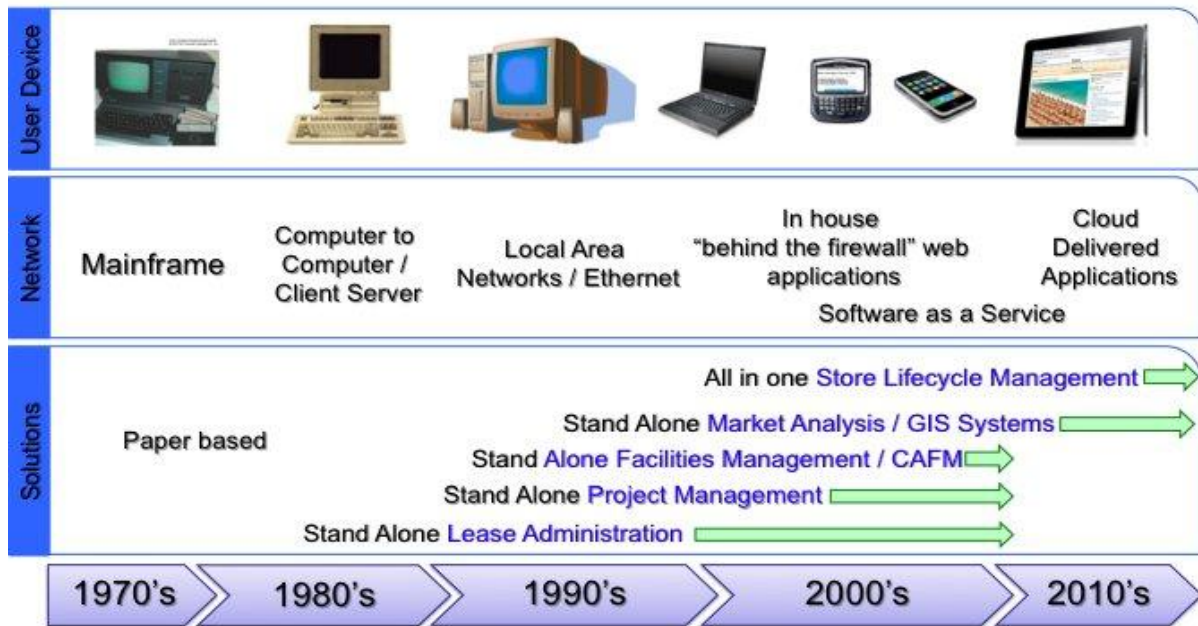 User Device
Network
Mainframe
Computer to
Computer /
Client Server
Local Area
Networks / Ethernet
In house
“behind the firewall” web
applications
Cloud
Delivered
Applications
Software as a Service
Solutions
Paper based
All in one Store Lifecycle Management
Stand Alone Market Analysis / GIS Systems
Stand Alone Facilities Management / CAFM
Stand Alone Project Management
Stand Alone Lease Administration
1970’s
1980’s
1990’s
2000’s
2010’s